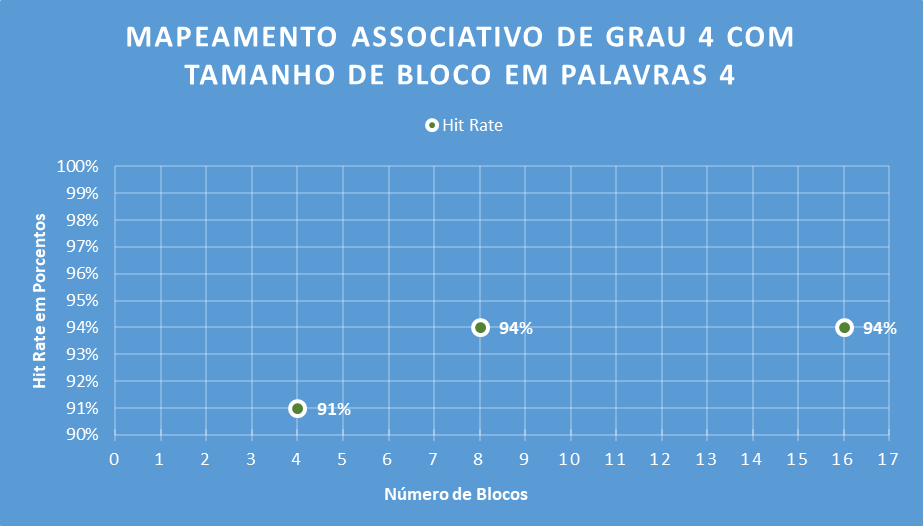 MAPEAMENTO ASSOCIATIVO DE GRAU 4 COM
TAMANHO DE BLOCO EM PALAVRAS 4
Hit Rate
Hit Rate em Porcentos
100%
99%
98%
97%
96%
95%
94%
93%
92%
91%
90%
94%
94%
91%
0 1 2 3 4 5 6 7 8 9 10 11 12 13 14 15 16 17
Número de Blocos